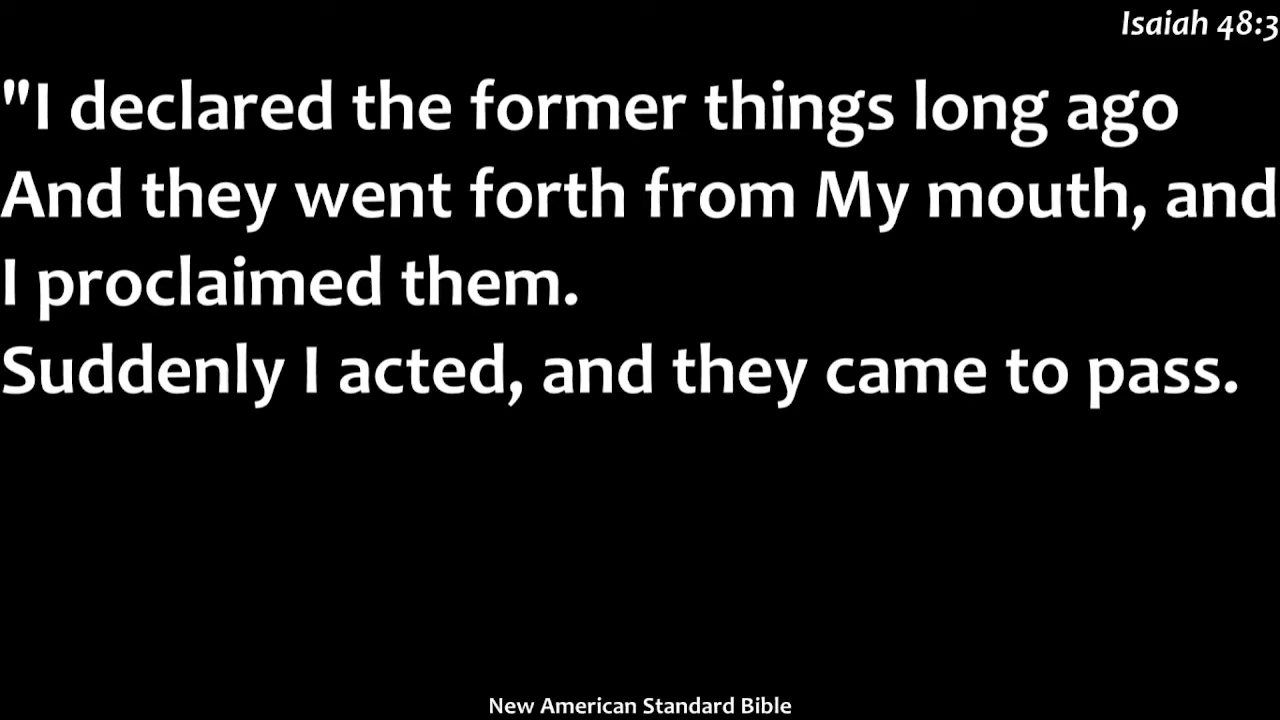 Isaiah 48:3
"I declared the former things long ago
And they went forth from My mouth, and
I proclaimed them.
Suddenly I acted, and they came to pass.
New American Standard Bible